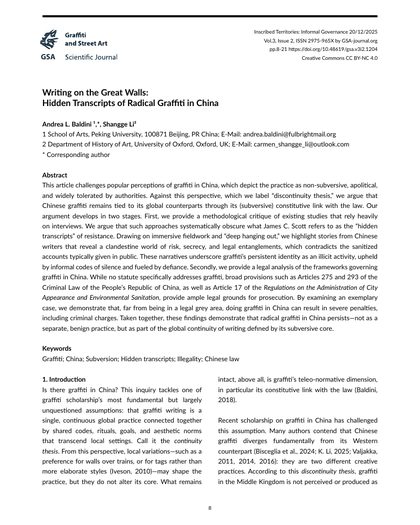 Graffiti
and Street Art
GSA Scientific Journal
Inscribed Territories: Informal Governance 20/12/2025
Vol.3, Issue 2, ISSN 2975-965X by GSA-journal.org
pp.8-21 https://doi.org/10.48619/gsa.v3i2.1204
Creative Commons CC BY-NC 4.0
Writing on the Great Walls:
Hidden Transcripts of Radical Graffiti in China
Andrea L. Baldini ¹,*, Shangge Li²
1 School of Arts, Peking University, 100871 Beijing, PR China; E-Mail: andrea.baldini@fulbrightmail.org
2 Department of History of Art, University of Oxford, Oxford, UK; E-Mail: carmen_shangge_li@outlook.com
* Corresponding author
Abstract
This article challenges popular perceptions of graffiti in China, which depict the practice as non-subversive, apolitical,
and widely tolerated by authorities. Against this perspective, which we label "discontinuity thesis," we argue that
Chinese graffiti remains tied to its global counterparts through its (subversive) constitutive link with the law. Our
argument develops in two stages. First, we provide a methodological critique of existing studies that rely heavily
on interviews. We argue that such approaches systematically obscure what James C. Scott refers to as the "hidden
transcripts" of resistance. Drawing on immersive fieldwork and "deep hanging out," we highlight stories from Chinese
writers that reveal a clandestine world of risk, secrecy, and legal entanglements, which contradicts the sanitized
accounts typically given in public. These narratives underscore graffiti's persistent identity as an illicit activity, upheld
by informal codes of silence and fueled by defiance. Secondly, we provide a legal analysis of the frameworks governing
graffiti in China. While no statute specifically addresses graffiti, broad provisions such as Articles 275 and 293 of the
Criminal Law of the People's Republic of China, as well as Article 17 of the Regulations on the Administration of City
Appearance and Environmental Sanitation, provide ample legal grounds for prosecution. By examining an exemplary
case, we demonstrate that, far from being in a legal grey area, doing graffiti in China can result in severe penalties,
including criminal charges. Taken together, these findings demonstrate that radical graffiti in China persists—not as a
separate, benign practice, but as part of the global continuity of writing defined by its subversive core.
Keywords
Graffiti; China; Subversion; Hidden transcripts; Illegality; Chinese law
1. Introduction
Is there graffiti in China? This inquiry tackles one of
graffiti scholarship's most fundamental but largely
unquestioned assumptions: that graffiti writing is a
single, continuous global practice connected together
by shared codes, rituals, goals, and aesthetic norms
that transcend local settings. Call it the continuity
thesis. From this perspective, local variations—such as a
preference for walls over trains, or for tags rather than
more elaborate styles (Iveson, 2010)—may shape the
practice, but they do not alter its core. What remains
intact, above all, is graffiti's teleo-normative dimension,
in particular its constitutive link with the law (Baldini,
2018).
Recent scholarship on graffiti in China has challenged
this assumption. Many authors contend that Chinese
graffiti diverges fundamentally from its Western
counterpart (Bisceglia et al., 2024; K. Li, 2025; Valjakka,
2011, 2014, 2016): they are two different creative
practices. According to this discontinuity thesis, graffiti
in the Middle Kingdom is not perceived or produced as
8